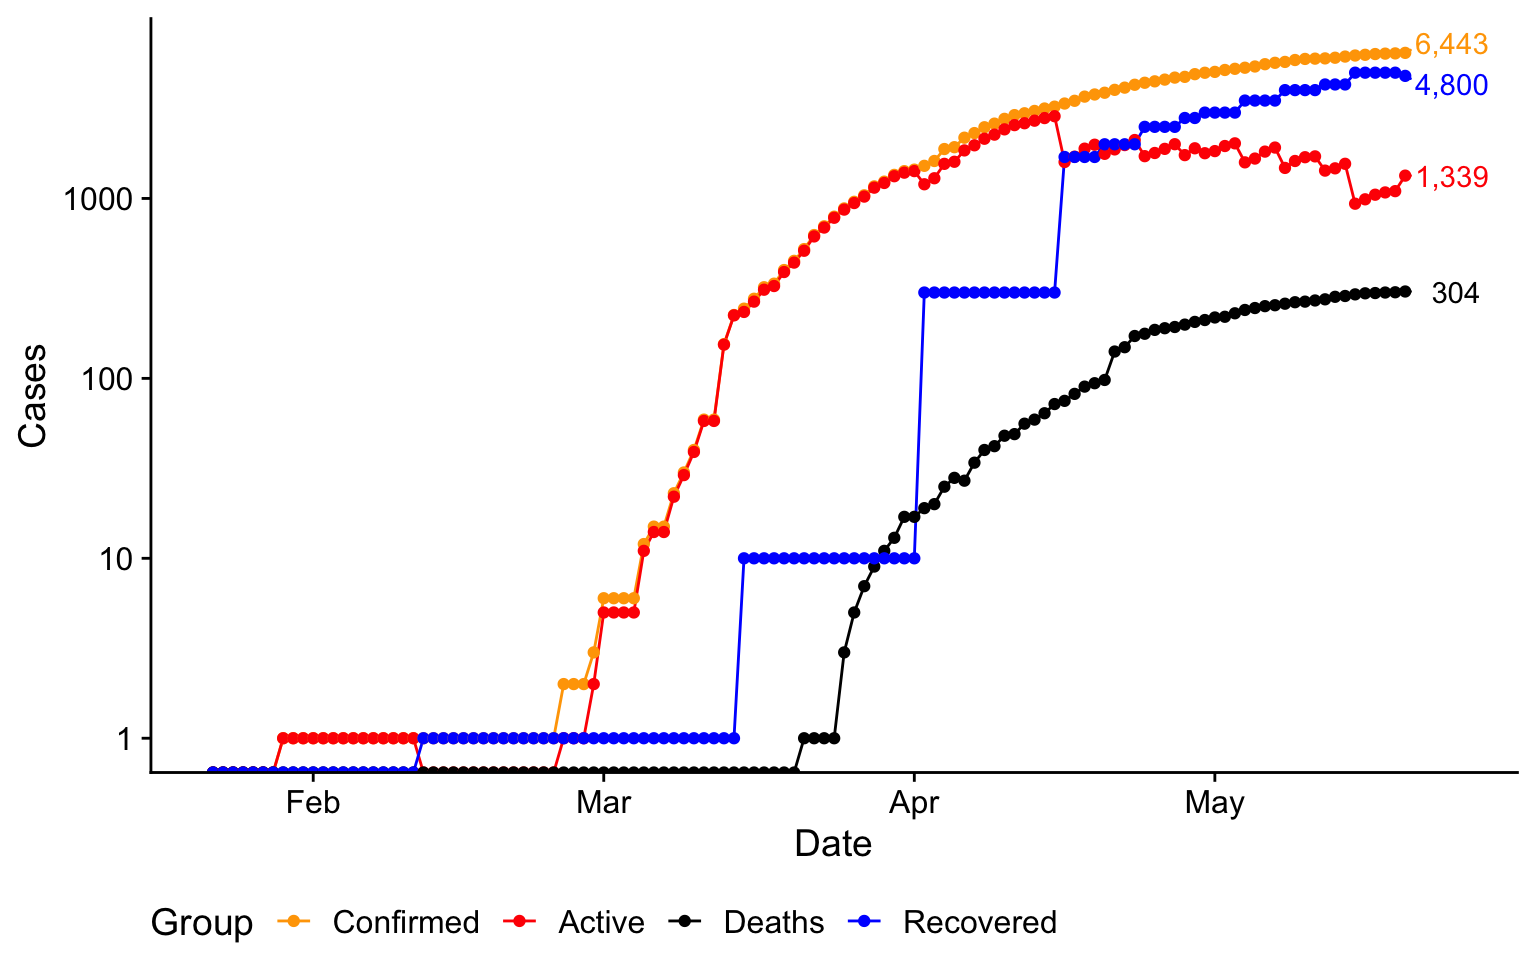 6,443
4,800
1,339
304
1000
100
10
1
Cases
Feb Mar Apr May
Date
Group Confirmed Active Deaths Recovered